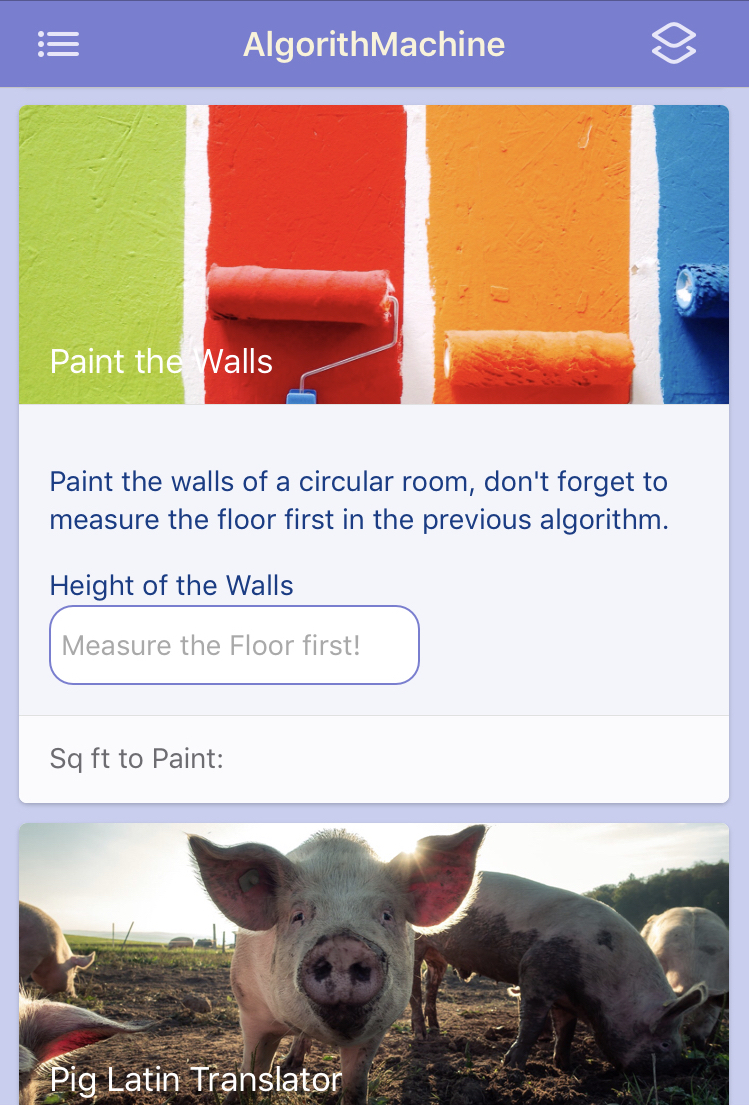 AlgorithMachine
Paint the Walls
Paint the walls of a circular room, don't forget to
measure the floor first in the previous algorithm.
Height of the Walls
Measure the Floor first!
Sq ft to Paint:
Pig Latin Translator